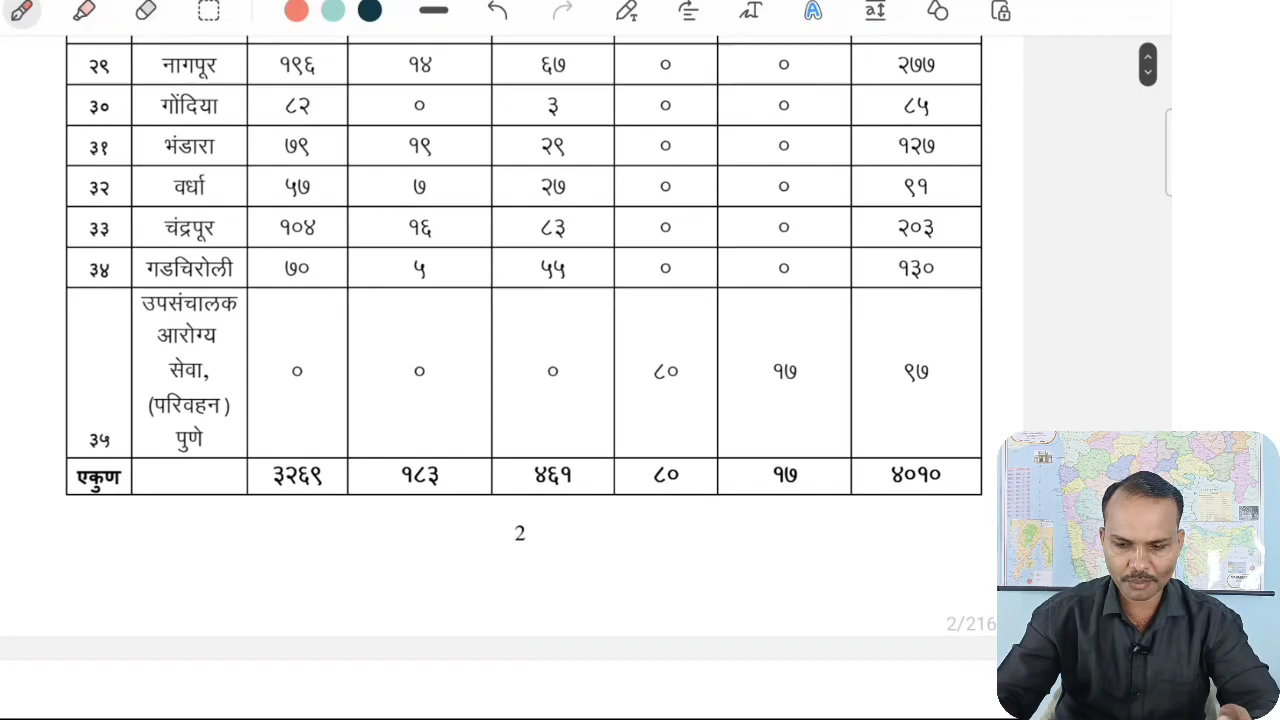 २९ नागपूर १९६ १४ ६७ ० ० २७७
३० गोंदिया ८२ ० ३ ० ० ८५
३१ भंडारा ७९ १९ २९ ० ० १२७
३२ वर्धा ५७ ७ २७ ० ० ९१
३३ चंद्रपूर १०४ १६ ८३ ० ० २०३
३४ गडचिरोली ७० ५ ५५ ० ० १३०
उपसंचालक
आरोग्य
सेवा,
० ० ० ८० १७ ९७
(परिवहन)
३५ पुणे
एकुण ३२६९ १८३ ४६१ ८० १७ ४०१०
2
2/216